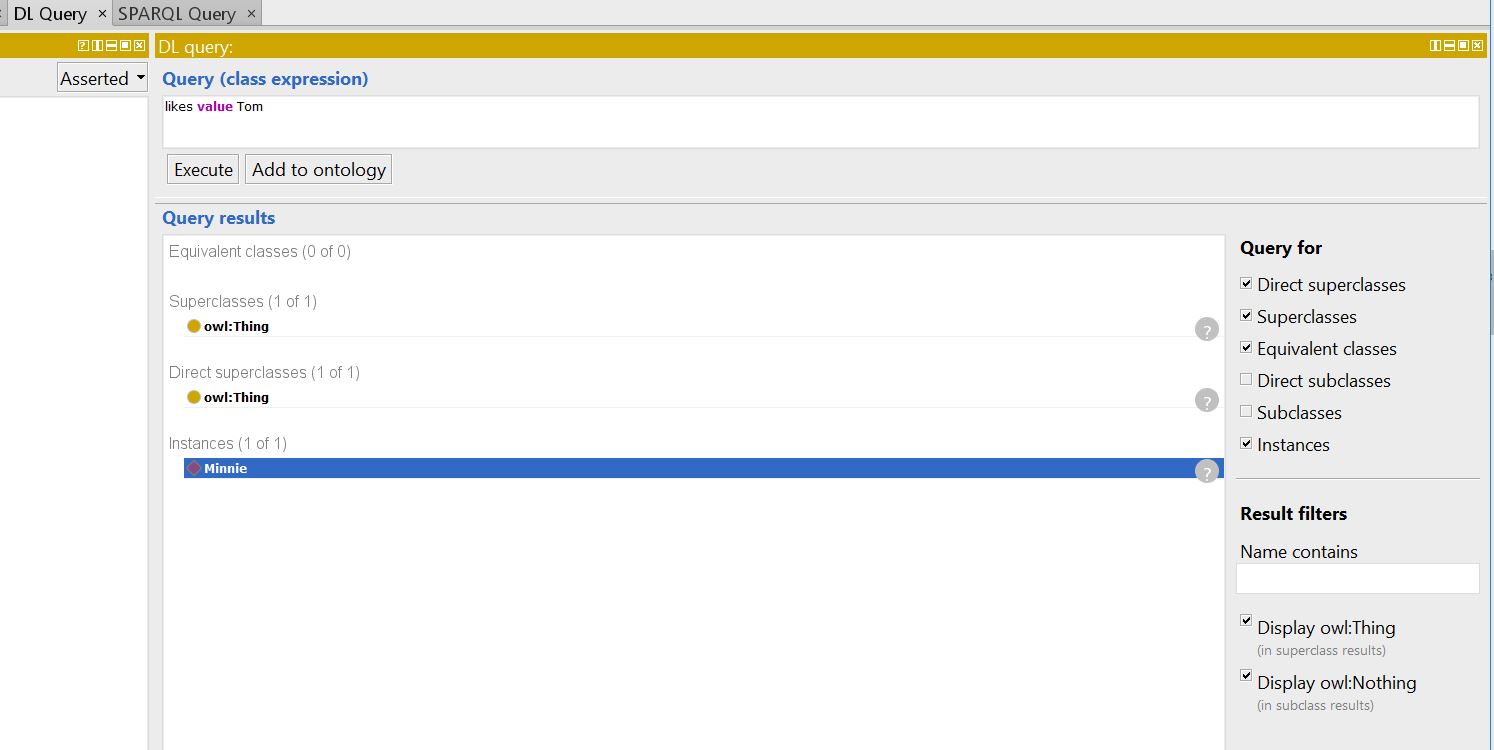 DL Query × SPARQL Query ×
DL query:
Asserted
Query (class expression)
likes value Tom
Execute Add to ontology
Query results
Equivalent classes (0 of 0)
Superclasses (1 of 1)
owl:Thing
?
Direct superclasses (1 of 1)
owl:Thing
?
Instances (1 of 1)
Minnie
?
Query for
Direct superclasses
Superclasses
Equivalent classes
Direct subclasses
Subclasses
Instances
Result filters
Name contains
Display owl:Thing
(in superclass results)
Display owl:Nothing
(in subclass results)